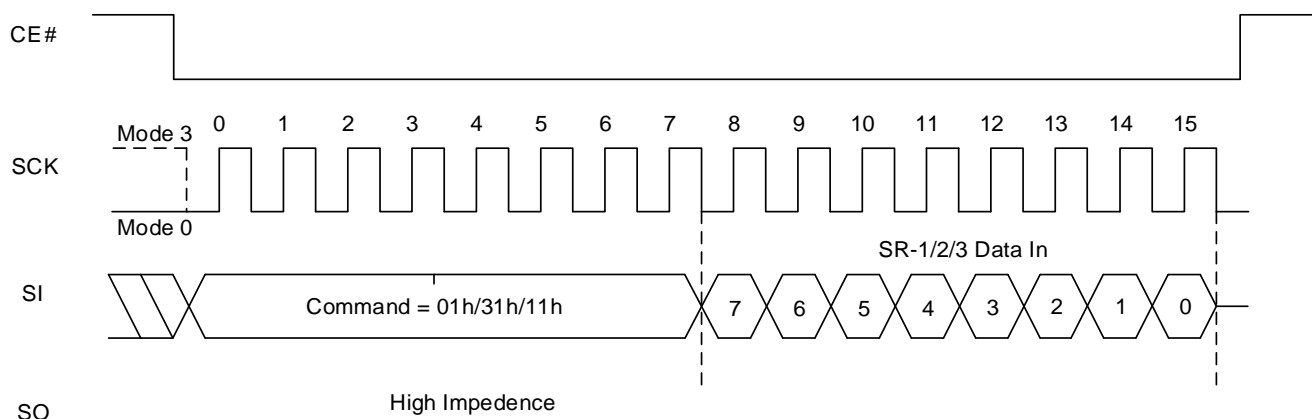 CE#
0 1 2 3 4 5 6 7 8 9 10 11 12 13 14 15
Mode 3
SCK
Mode 0
SR-1/2/3 Data In
SI
Command = 01h/31h/11h
7 6 5 4 3 2 1 0
High Impedence
SO